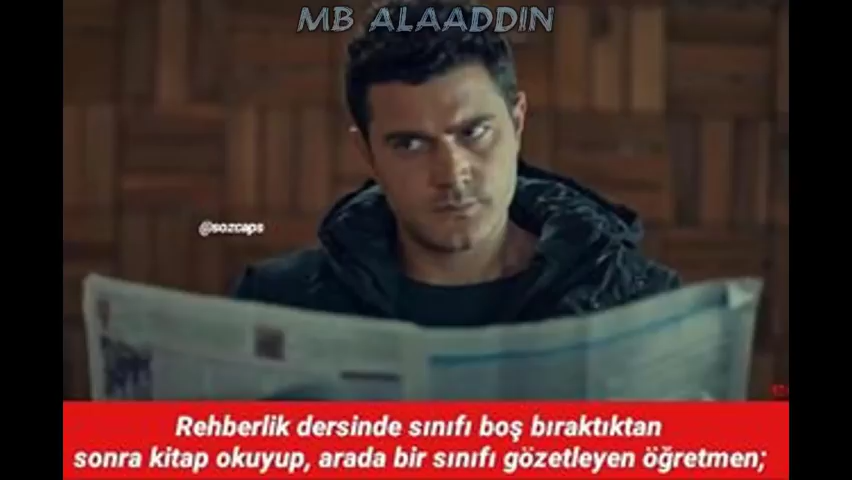 MB ALAADDIN
@sozcaps
Rehberlik dersinde sınıfı boş bıraktıktan
sonra kitap okuyup, arada bir sınıfı gözetleyen öğretmen;